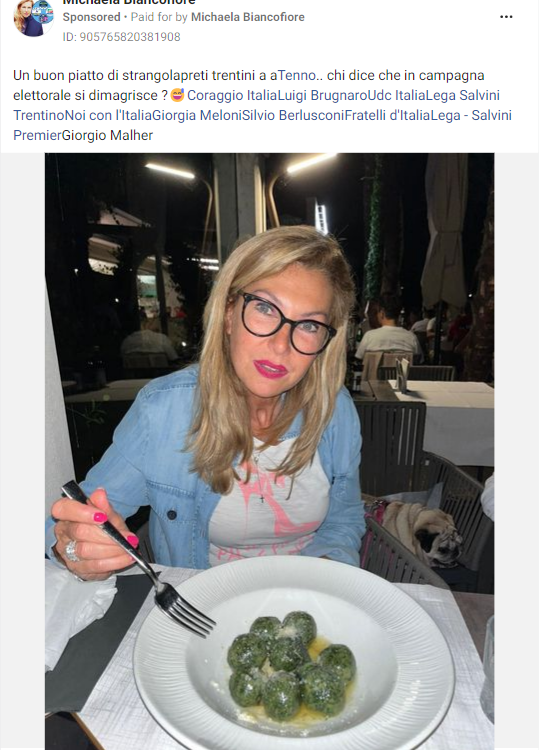 Michaela Biancofiore
Sponsored • Paid for by Michaela Biancofiore
ID: 905765820381908
Un buon piatto di strangolapreti trentini a aTenno.. chi dice che in campagna
elettorale si dimagrisce ?😅Coraggio ItaliaLuigi BrugnaroUdc ItaliaLega Salvini
TrentinoNoi con l'ItaliaGiorgia MeloniSilvio BerlusconiFratelli d'ItaliaLega - Salvini
PremierGiorgio Malher